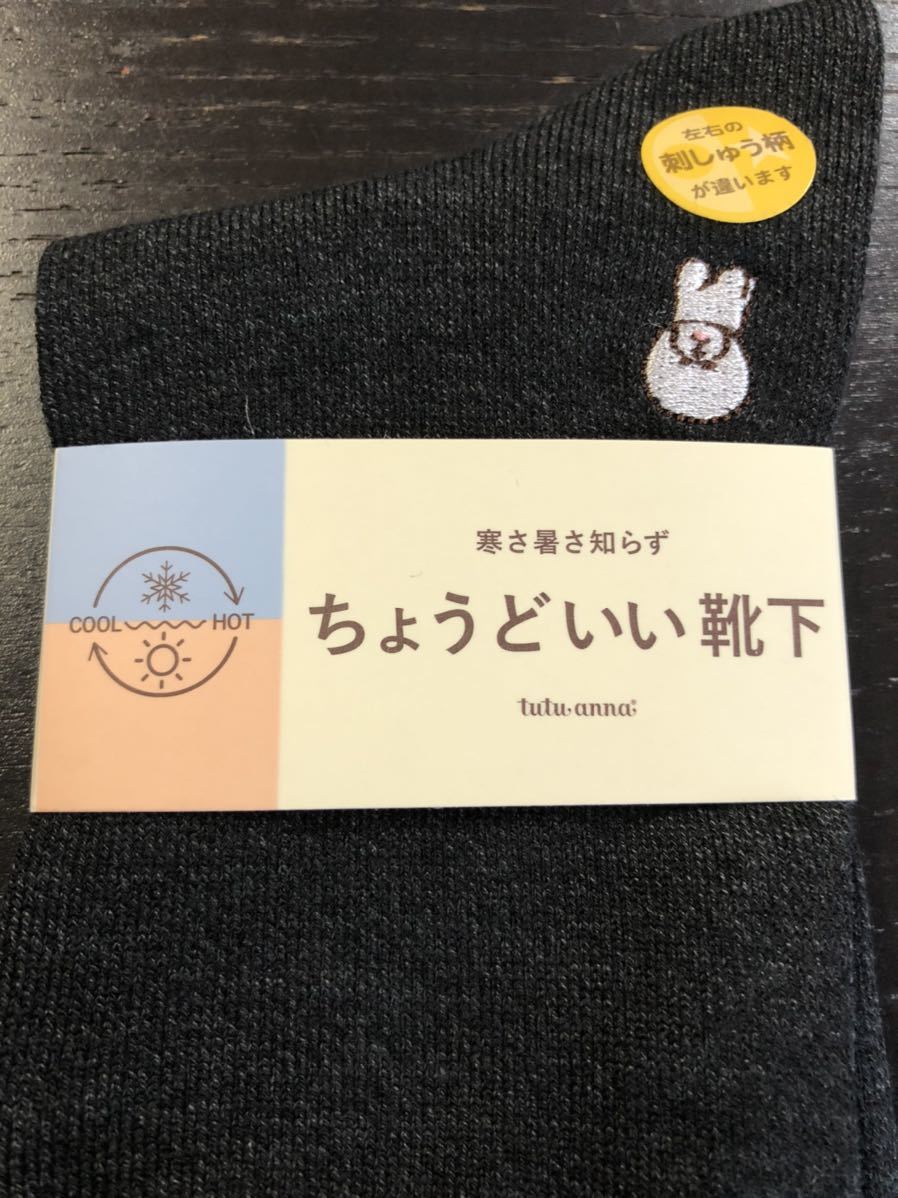 左右の
刺しゅう柄
が違います
寒さ暑さ知らず
COOL HOT
ちょうどいい靴下
tutu anna®